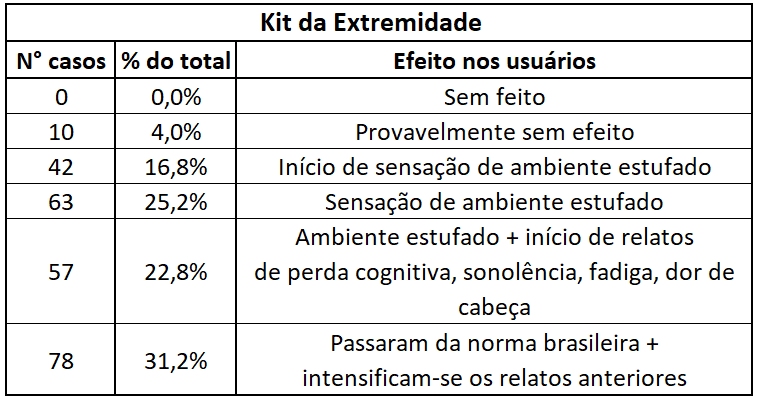 Kit da Extremidade
N° casos % do total Efeito nos usuários
0 0,0% Sem feito
10 4,0% Provavelmente sem efeito
42 16,8% Início de sensação de ambiente estufado
63 25,2% Sensação de ambiente estufado
57 22,8% Ambiente estufado + início de relatos
de perda cognitiva, sonolência, fadiga, dor de
cabeça
78 31,2% Passaram da norma brasileira +
intensificam-se os relatos anteriores